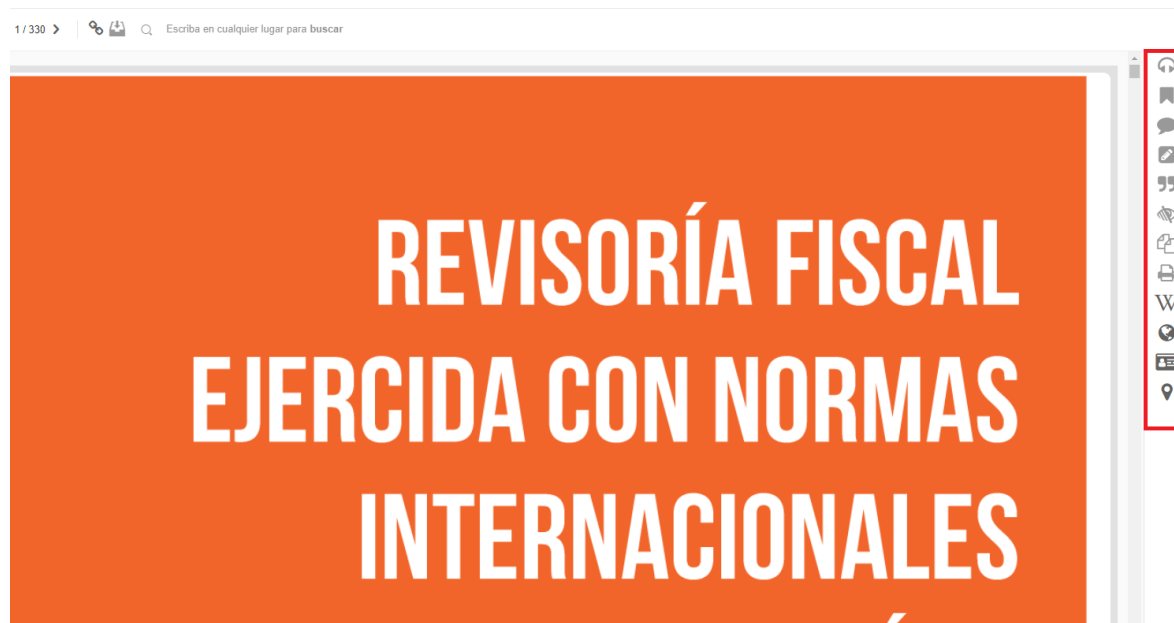 1 / 330
Escriba en cualquier lugar para buscar
REVISORÍA FISCAL
EJERCIDA CON NORMAS
INTERNACIONALES
W